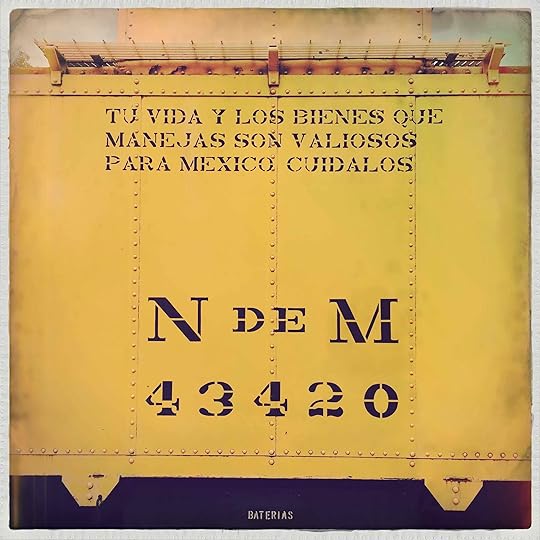 TU VIDA Y LOS BIENES QUE
MANEJAS SON VALIOSOS
PARA MEXICO CUIDALOS
N DE M
43420
BATERIAS